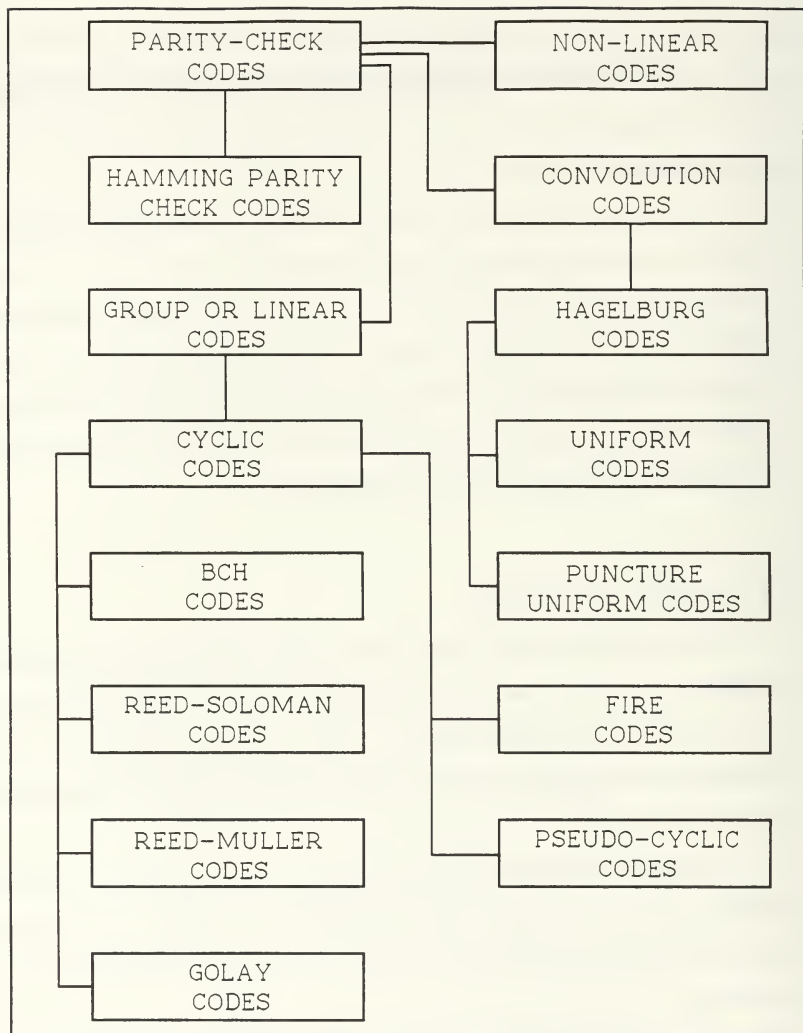 PARITY-CHECK
CODES
NON-LINEAR
CODES
HAMMING PARITY
CHECK CODES
CONVOLUTION
CODES
GROUP OR LINEAR
CODES
HAGELBURG
CODES
CYCLIC
CODES
UNIFORM
CODES
BCH
CODES
PUNCTURE
UNIFORM CODES
REED-SOLOMAN
CODES
FIRE
CODES
REED-MULLER
CODES
PSEUDO-CYCLIC
CODES
GOLAY
CODES